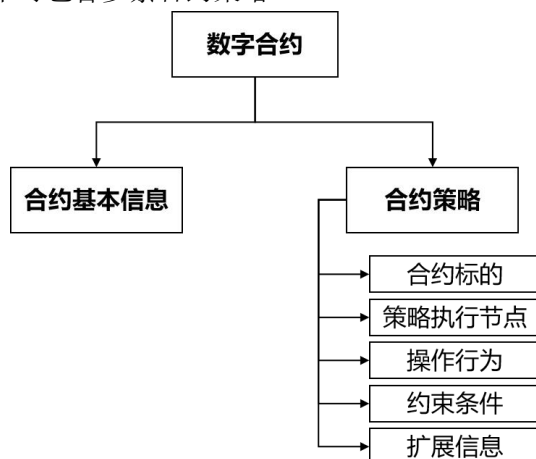 数字合约
合约基本信息
合约策略
合约标的
策略执行节点
操作行为
约束条件
扩展信息